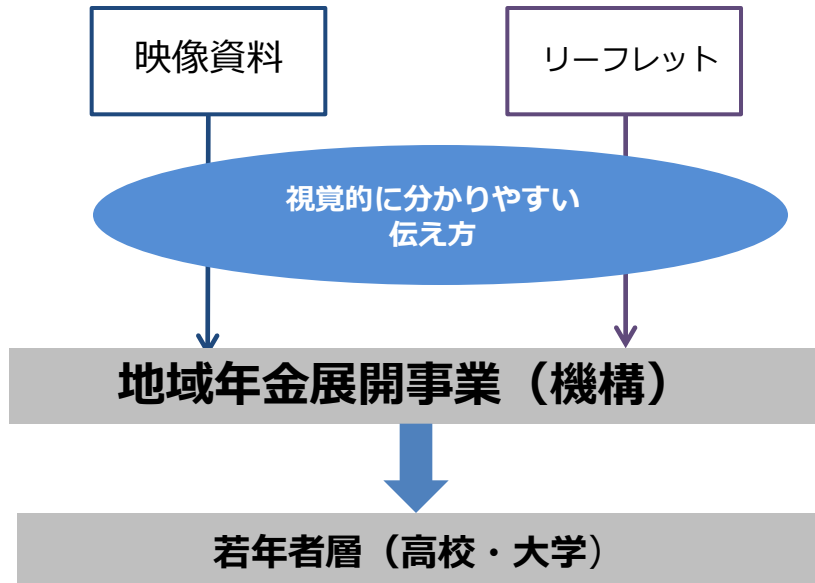 映像資料
リーフレット
視覚的に分かりやすい
伝え方
地域年金展開事業（機構）
若年者層（高校・大学）